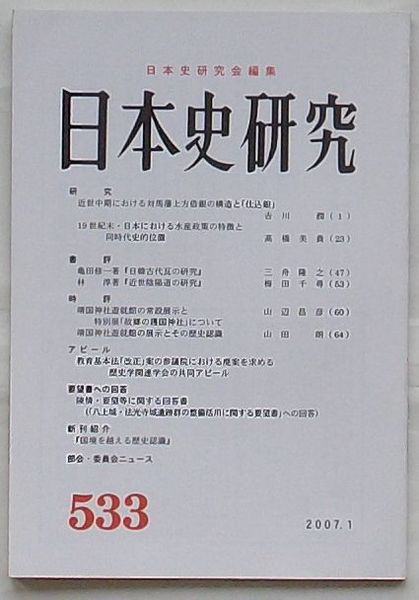 日本史研究会編集
日本史研究
研究
近世中期における対馬藩上方借銀の構造と「仕込銀」
古川 (1)
19世紀末・日本における水産政策の特徴と
同時代史的位置
高橋美貴(23)
書評
亀田修一著『日韓古代瓦の研究』 三舟隆之(47)
林 淳著『近世陰陽道の研究』 梅田千尋(53)
時評
靖国神社遊就館の常設展示と
特別展「故郷の護国神社」について 山辺昌彦(60)
靖国神社遊就館の展示とその歴史認識 山田 朗(64)
アピール
教育基本法「改正」案の参議院における廃案を求める
歴史学関連学会の共同アピール
要望書への回答
陳情・要望等に関する回答書
(「八上城・法光寺城遺跡群の整備活用に関する要望書」への回答)
新刊紹介
『国境を越える歴史認識』
部会・委員会ニュース
533
2007.1